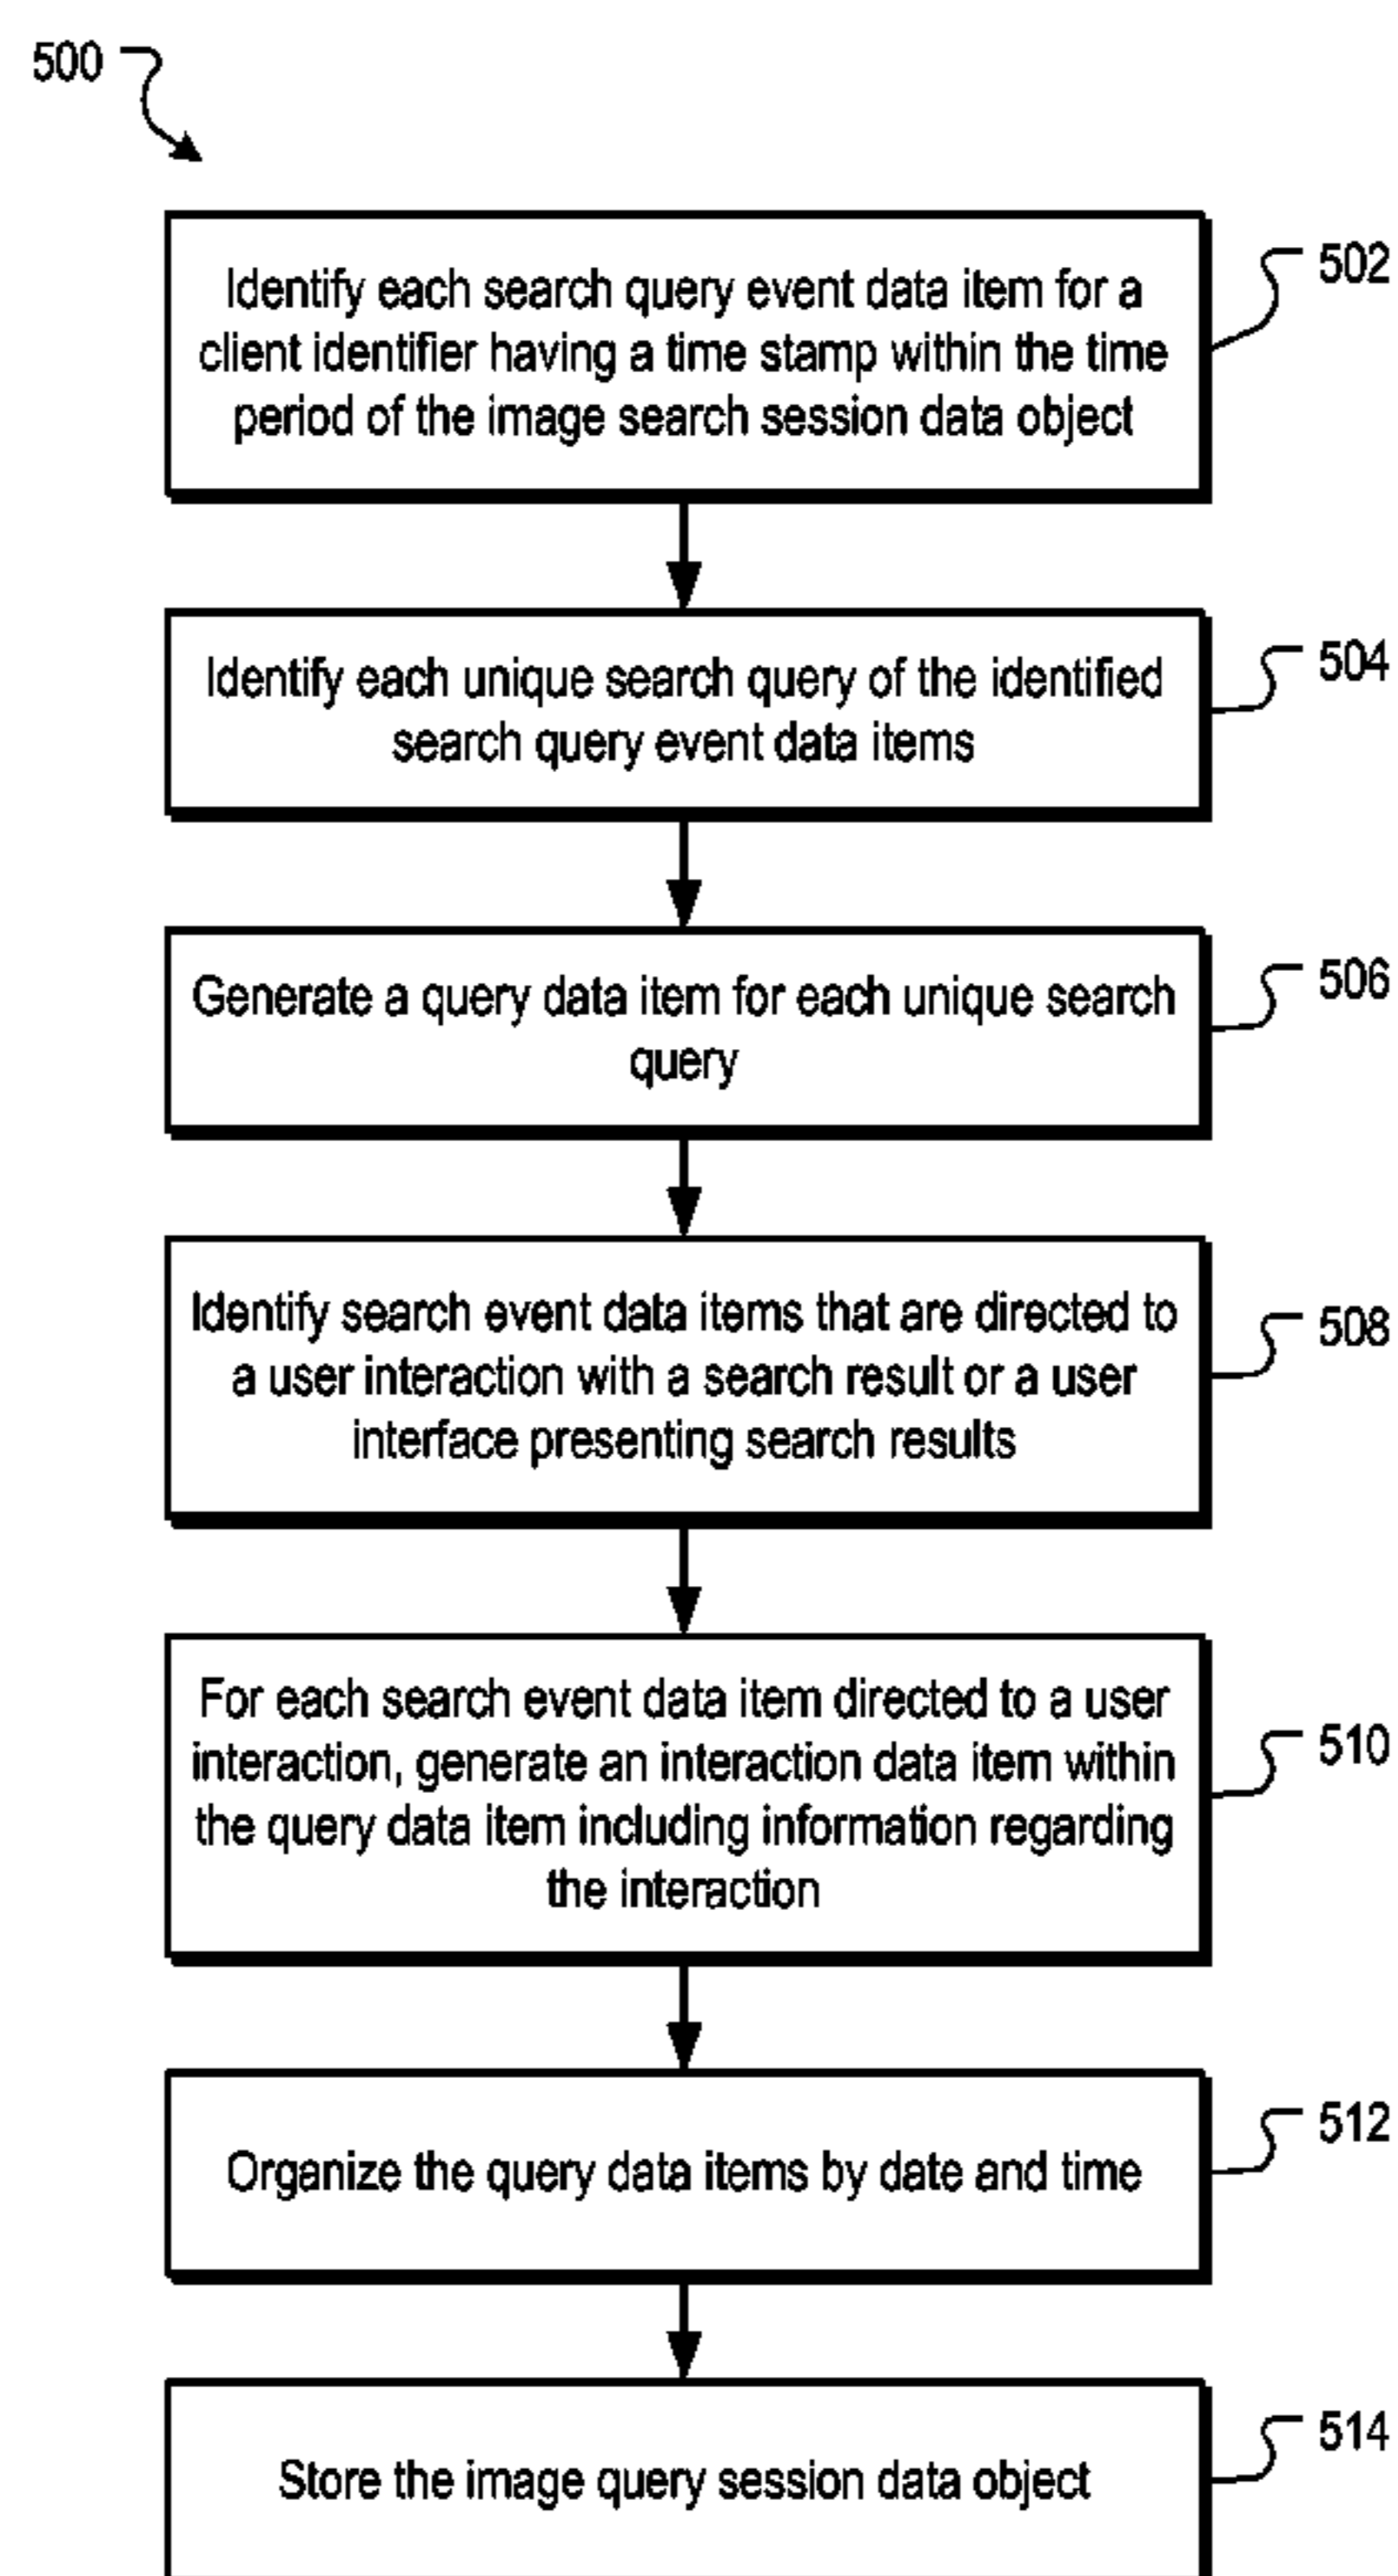 500
Identify each search query event data item for a
client identifier having a time stamp within the time
period of the image search session data object
502
Identify each unique search query of the identified
search query event data items
504
Generate a query data item for each unique search
query
506
Identify search event data items that are directed to
a user interaction with a search result or a user
interface presenting search results
508
For each search event data item directed to a user
interaction, generate an interaction data item within
the query data item including information regarding
the interaction
510
Organize the query data items by date and time
512
Store the image query session data object
514